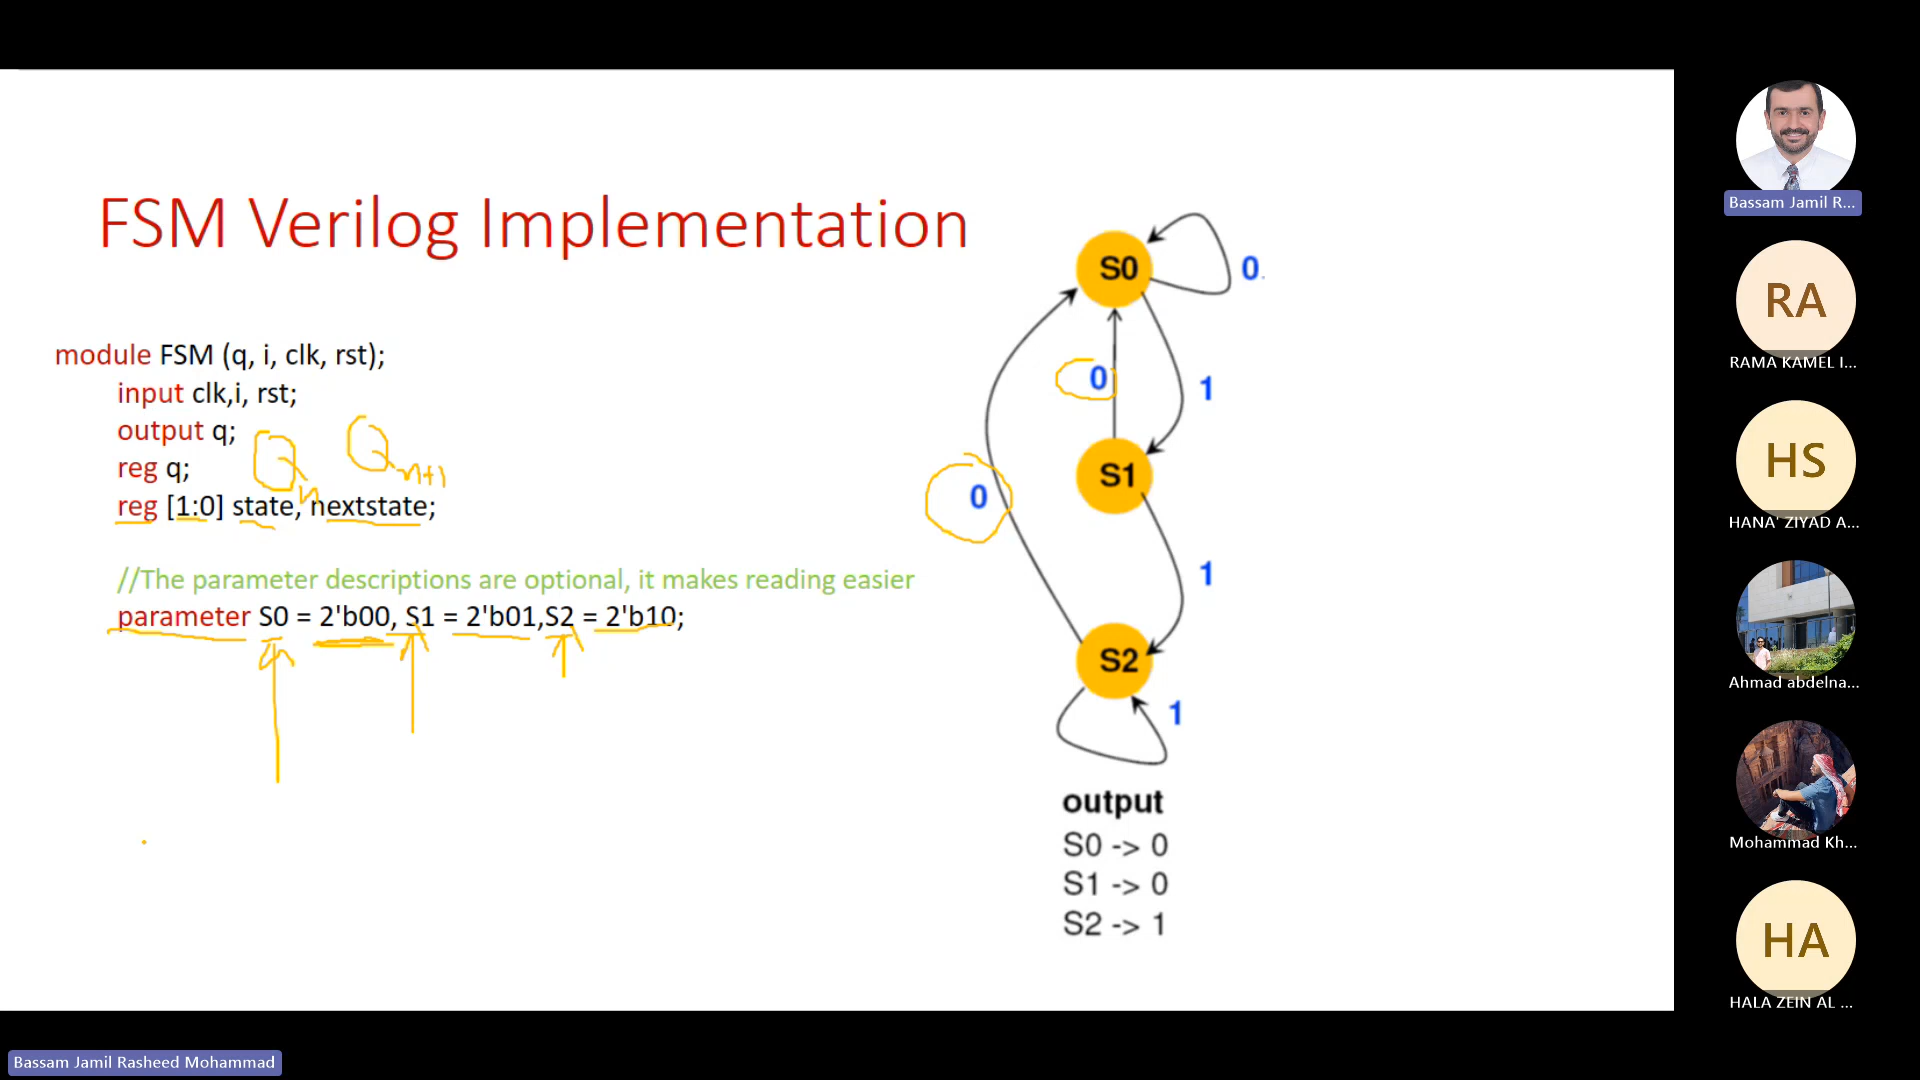 FSM Verilog Implementation
module FSM (q, i, clk, rst);
input clk,i, rst;
output q;
reg q;
Qn Qn+1
reg [1:0] state, nextstate;
//The parameter descriptions are optional, it makes reading easier
parameter S0 = 2'b00, S1 = 2'b01,S2 = 2'b10;
S0
0
0
1
S1
0
1
S2
1
output
S0 -> 0
S1 -> 0
S2 -> 1
Bassam Jamil R...
RA
RAMA KAMEL I...
HS
HANA' ZIYAD A...
Ahmad abdelna...
Mohammad Kh...
HA
HALA ZEIN AL ...
Bassam Jamil Rasheed Mohammad